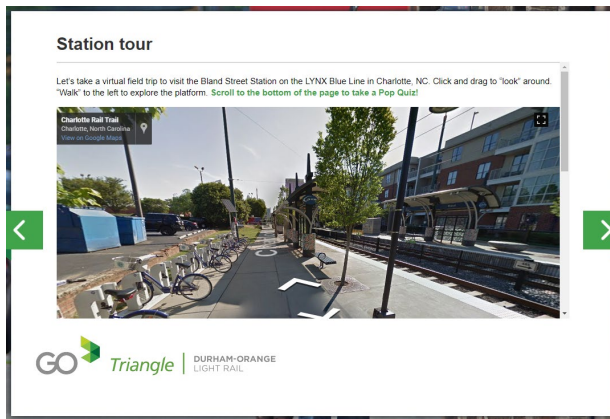 Station tour
Let's take a virtual field trip to visit the Bland Street Station on the LYNX Blue Line in Charlotte, NC. Click and drag to "look" around.
"Walk" to the left to explore the platform. Scroll to the bottom of the page to take a Pop Quiz!
Charlotte Rail Trail
Charlotte, North Carolina
View on Google Maps
GO Triangle | DURHAM-ORANGE
LIGHT RAIL